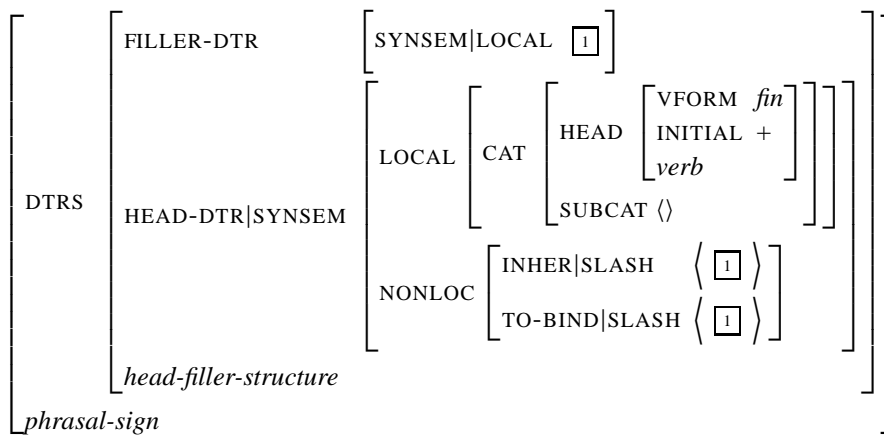 FILLER-DTR [SYNSEM|LOCAL 1]
VFORM fin
HEAD INITIAL +
LOCAL CAT verb
DTRS HEAD-DTR|SYNSEM SUBCAT ⟨⟩
INHER|SLASH ⟨ 1 ⟩
NONLOC
TO-BIND|SLASH ⟨ 1 ⟩
head-filler-structure
phrasal-sign